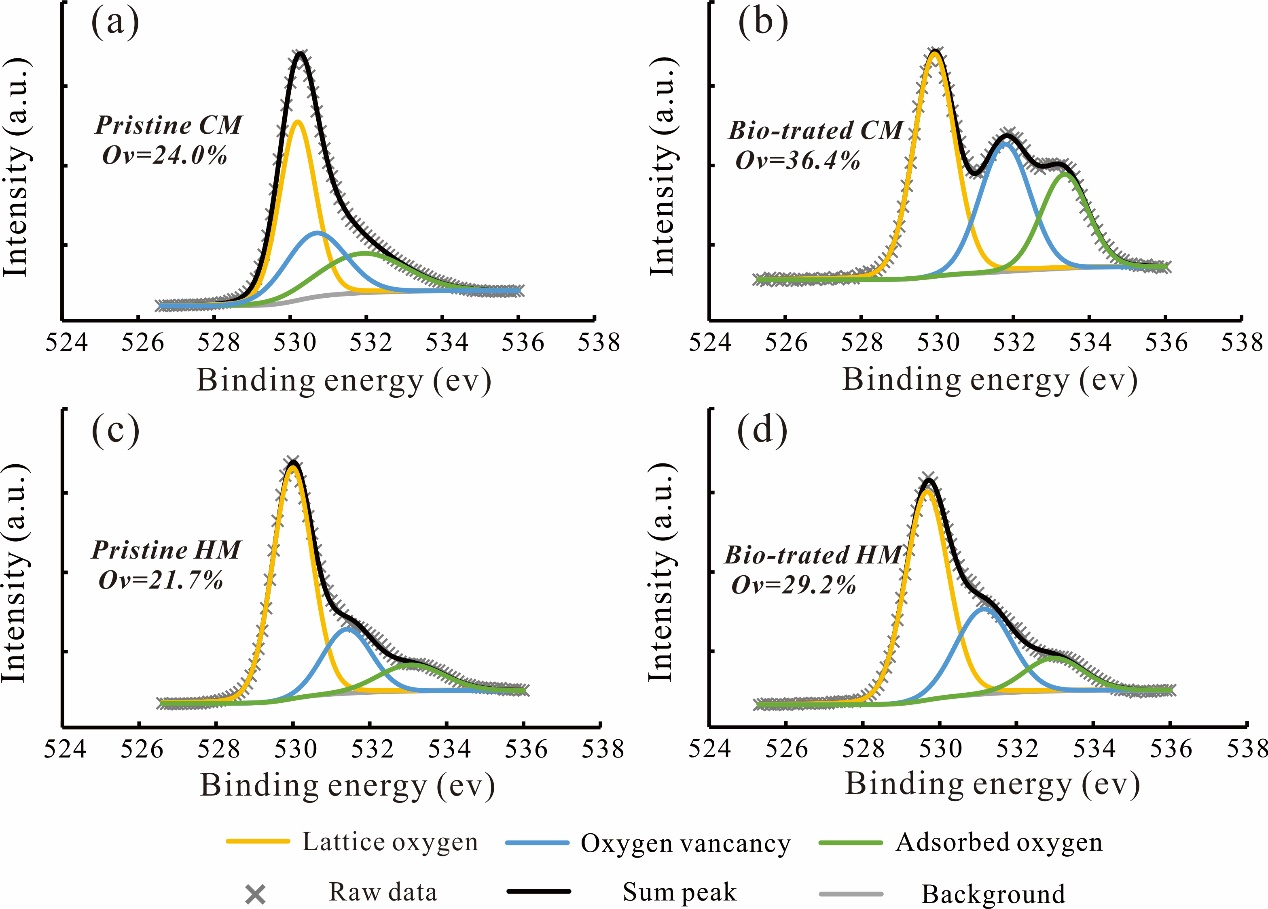 (a)
Intensity (a.u.)
Pristine CM
Ov=24.0%
524 526 528 530 532 534 536 538
Binding energy (ev)
(b)
Intensity (a.u.)
Bio-trated CM
Ov=36.4%
524 526 528 530 532 534 536 538
Binding energy (ev)
(c)
Intensity (a.u.)
Pristine HM
Ov=21.7%
524 526 528 530 532 534 536 538
Binding energy (ev)
(d)
Intensity (a.u.)
Bio-trated HM
Ov=29.2%
524 526 528 530 532 534 536 538
Binding energy (ev)
Lattice oxygen Oxygen vancancy Adsorbed oxygen
Raw data Sum peak Background